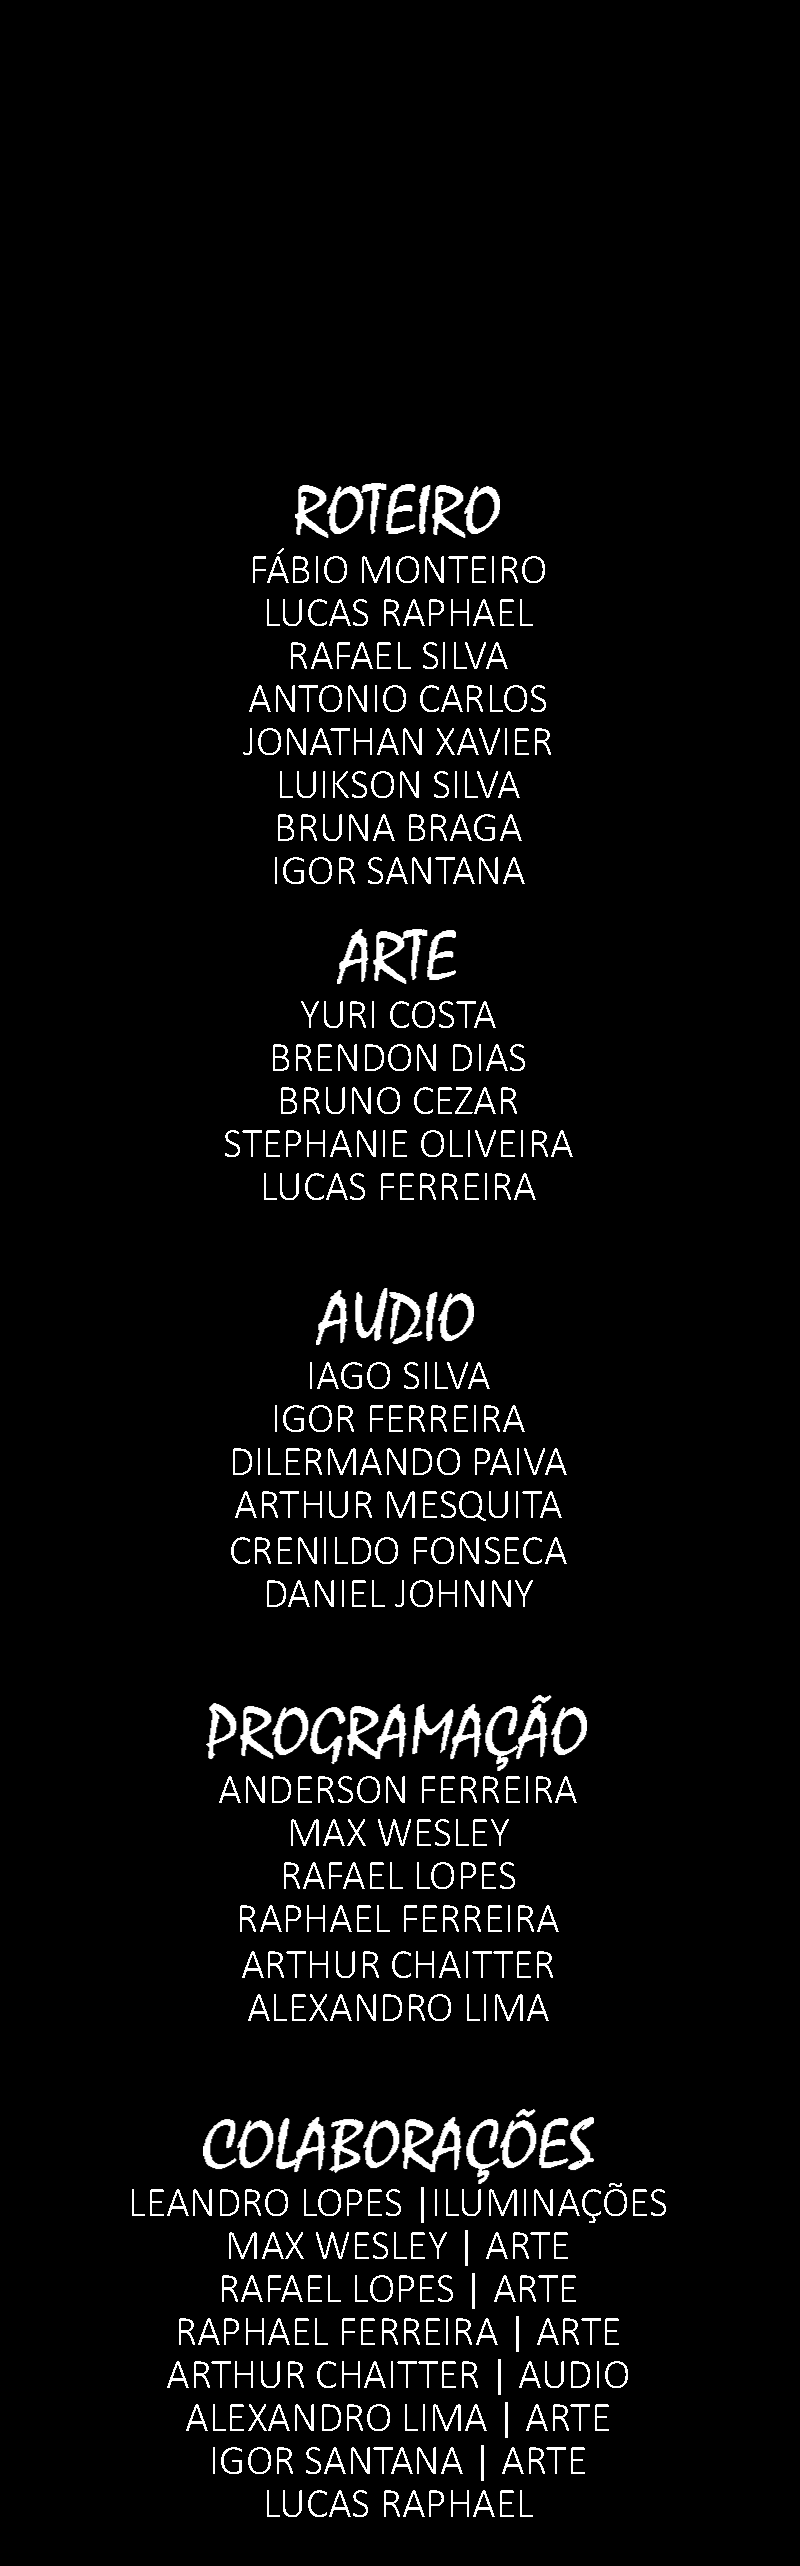 ROTEIRO
FÁBIO MONTEIRO
LUCAS RAPHAEL
RAFAEL SILVA
ANTONIO CARLOS
JONATHAN XAVIER
LUIKSON SILVA
BRUNA BRAGA
IGOR SANTANA
ARTE
YURI COSTA
BRENDON DIAS
BRUNO CEZAR
STEPHANIE OLIVEIRA
LUCAS FERREIRA
AUDIO
IAGO SILVA
IGOR FERREIRA
DILERMANDO PAIVA
ARTHUR MESQUITA
CRENILDO FONSECA
DANIEL JOHNNY
PROGRAMAÇÃO
ANDERSON FERREIRA
MAX WESLEY
RAFAEL LOPES
RAPHAEL FERREIRA
ARTHUR CHAITTER
ALEXANDRO LIMA
COLABORAÇÕES
LEANDRO LOPES |ILUMINAÇÕES
MAX WESLEY | ARTE
RAFAEL LOPES | ARTE
RAPHAEL FERREIRA | ARTE
ARTHUR CHAITTER | AUDIO
ALEXANDRO LIMA | ARTE
IGOR SANTANA | ARTE
LUCAS RAPHAEL